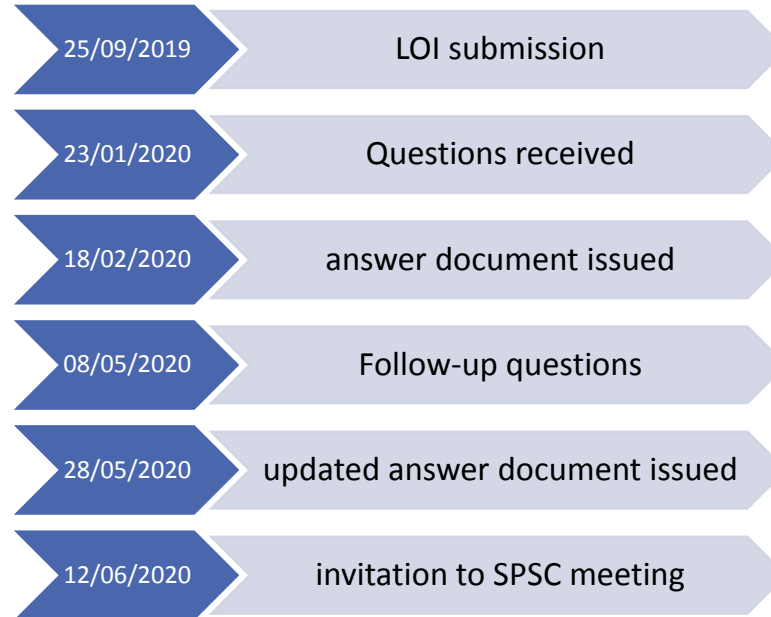 25/09/2019 LOI submission
23/01/2020 Questions received
18/02/2020 answer document issued
08/05/2020 Follow-up questions
28/05/2020 updated answer document issued
12/06/2020 invitation to SPSC meeting